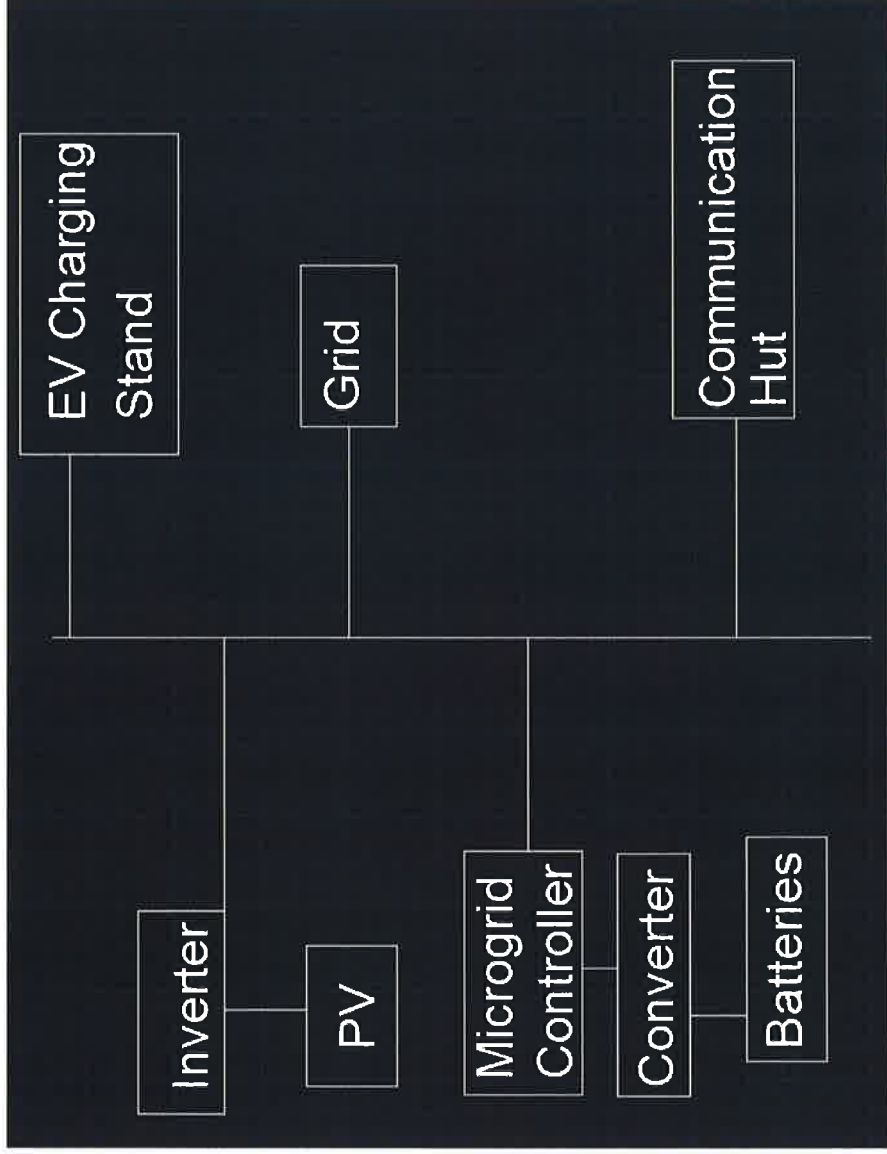 EV Charging
Stand
Inverter
Grid
PV
Microgrid
Controller
Converter
Communication
Hut
Batteries